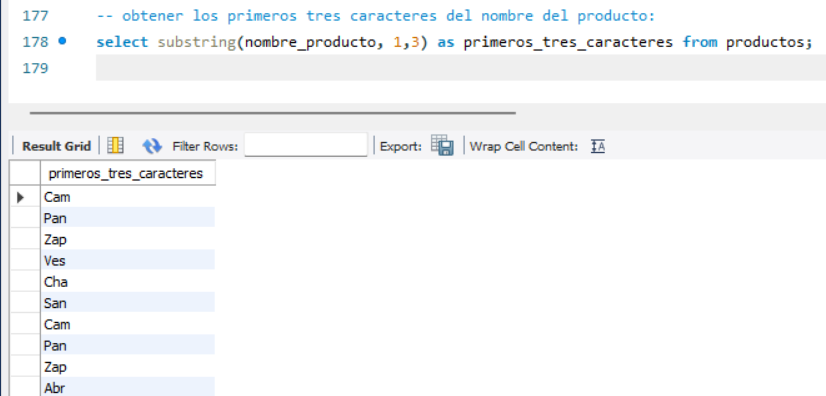 177 -- obtener los primeros tres caracteres del nombre del producto:
178 select substring(nombre_producto, 1,3) as primeros_tres_caracteres from productos;
179
Result Grid Filter Rows: Export: Wrap Cell Content: IA
primeros_tres_caracteres
Cam
Pan
Zap
Ves
Cha
San
Cam
Pan
Zap
Abr